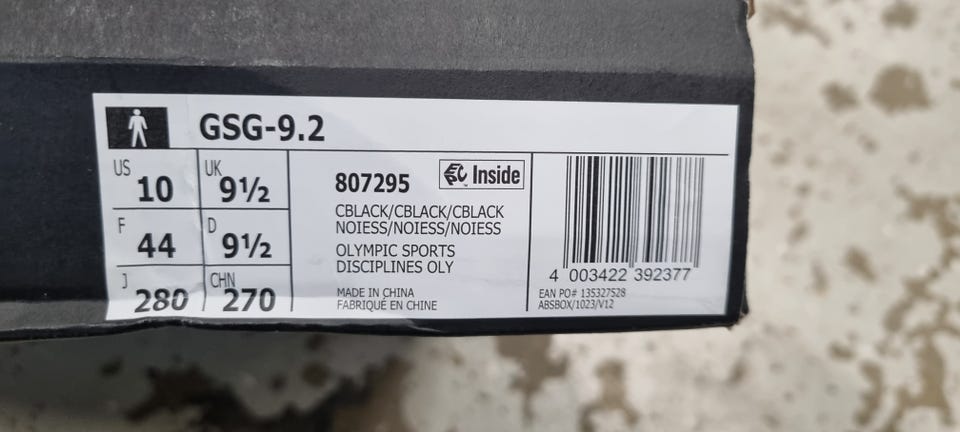 GSG-9.2
US 10 UK 9½
F 44 D 9½
J 280 CHN 270
807295 Inside
CBLACK/CBLACK/CBLACK
NOIESS/NOIESS/NOIESS
OLYMPIC SPORTS
DISCIPLINES OLY
MADE IN CHINA
FABRIQUÉ EN CHINE
4 003422 392377
EAN PO# 135327528
ABSBOX/1023/V12